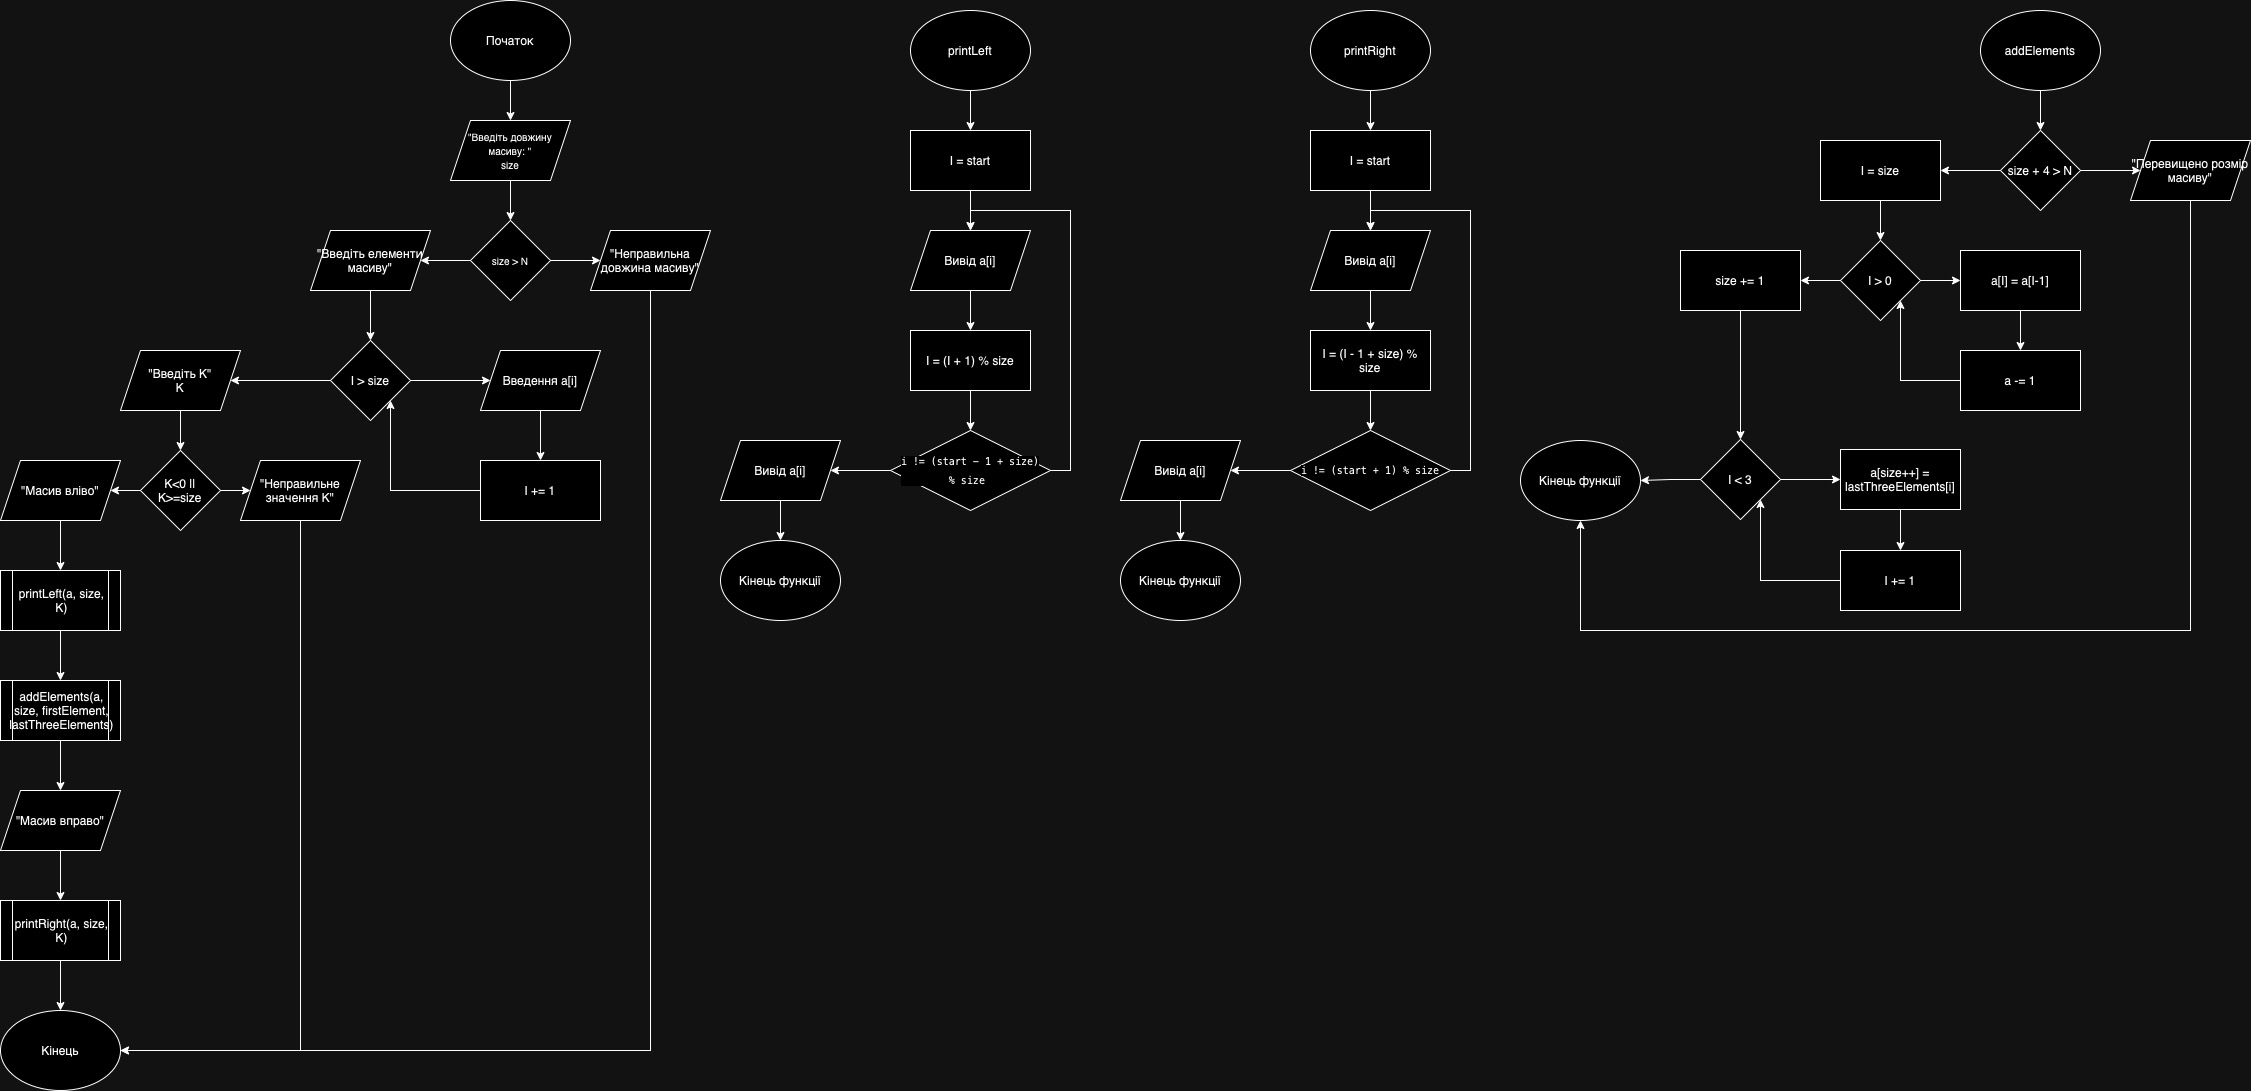 Початок
"Введіть довжину
масиву: "
size
size > N
"Введіть елементи
масиву"
"Неправильна
довжина масиву"
I > size
"Введіть K"
K
Введення a[i]
I += 1
K<0 ||
K>=size
"Масив вліво"
"Неправильне
значення K"
printLeft(a, size,
K)
addElements(a,
size, firstElement,
lastThreeElements)
"Масив вправо"
printRight(a, size,
K)
Кінець
printLeft
I = start
Вивід a[i]
I = (I + 1) % size
i != (start – 1 + size)
% size
Вивід a[i]
Кінець функції
printRight
I = start
Вивід a[i]
I = (I - 1 + size) %
size
i != (start + 1) % size
Вивід a[i]
Кінець функції
addElements
size + 4 > N
I = size
"Перевищено розмір
масиву"
I > 0
size += 1
a[I] = a[I-1]
a -= 1
I < 3
Кінець функції
a[size++] =
lastThreeElements[i]
I += 1